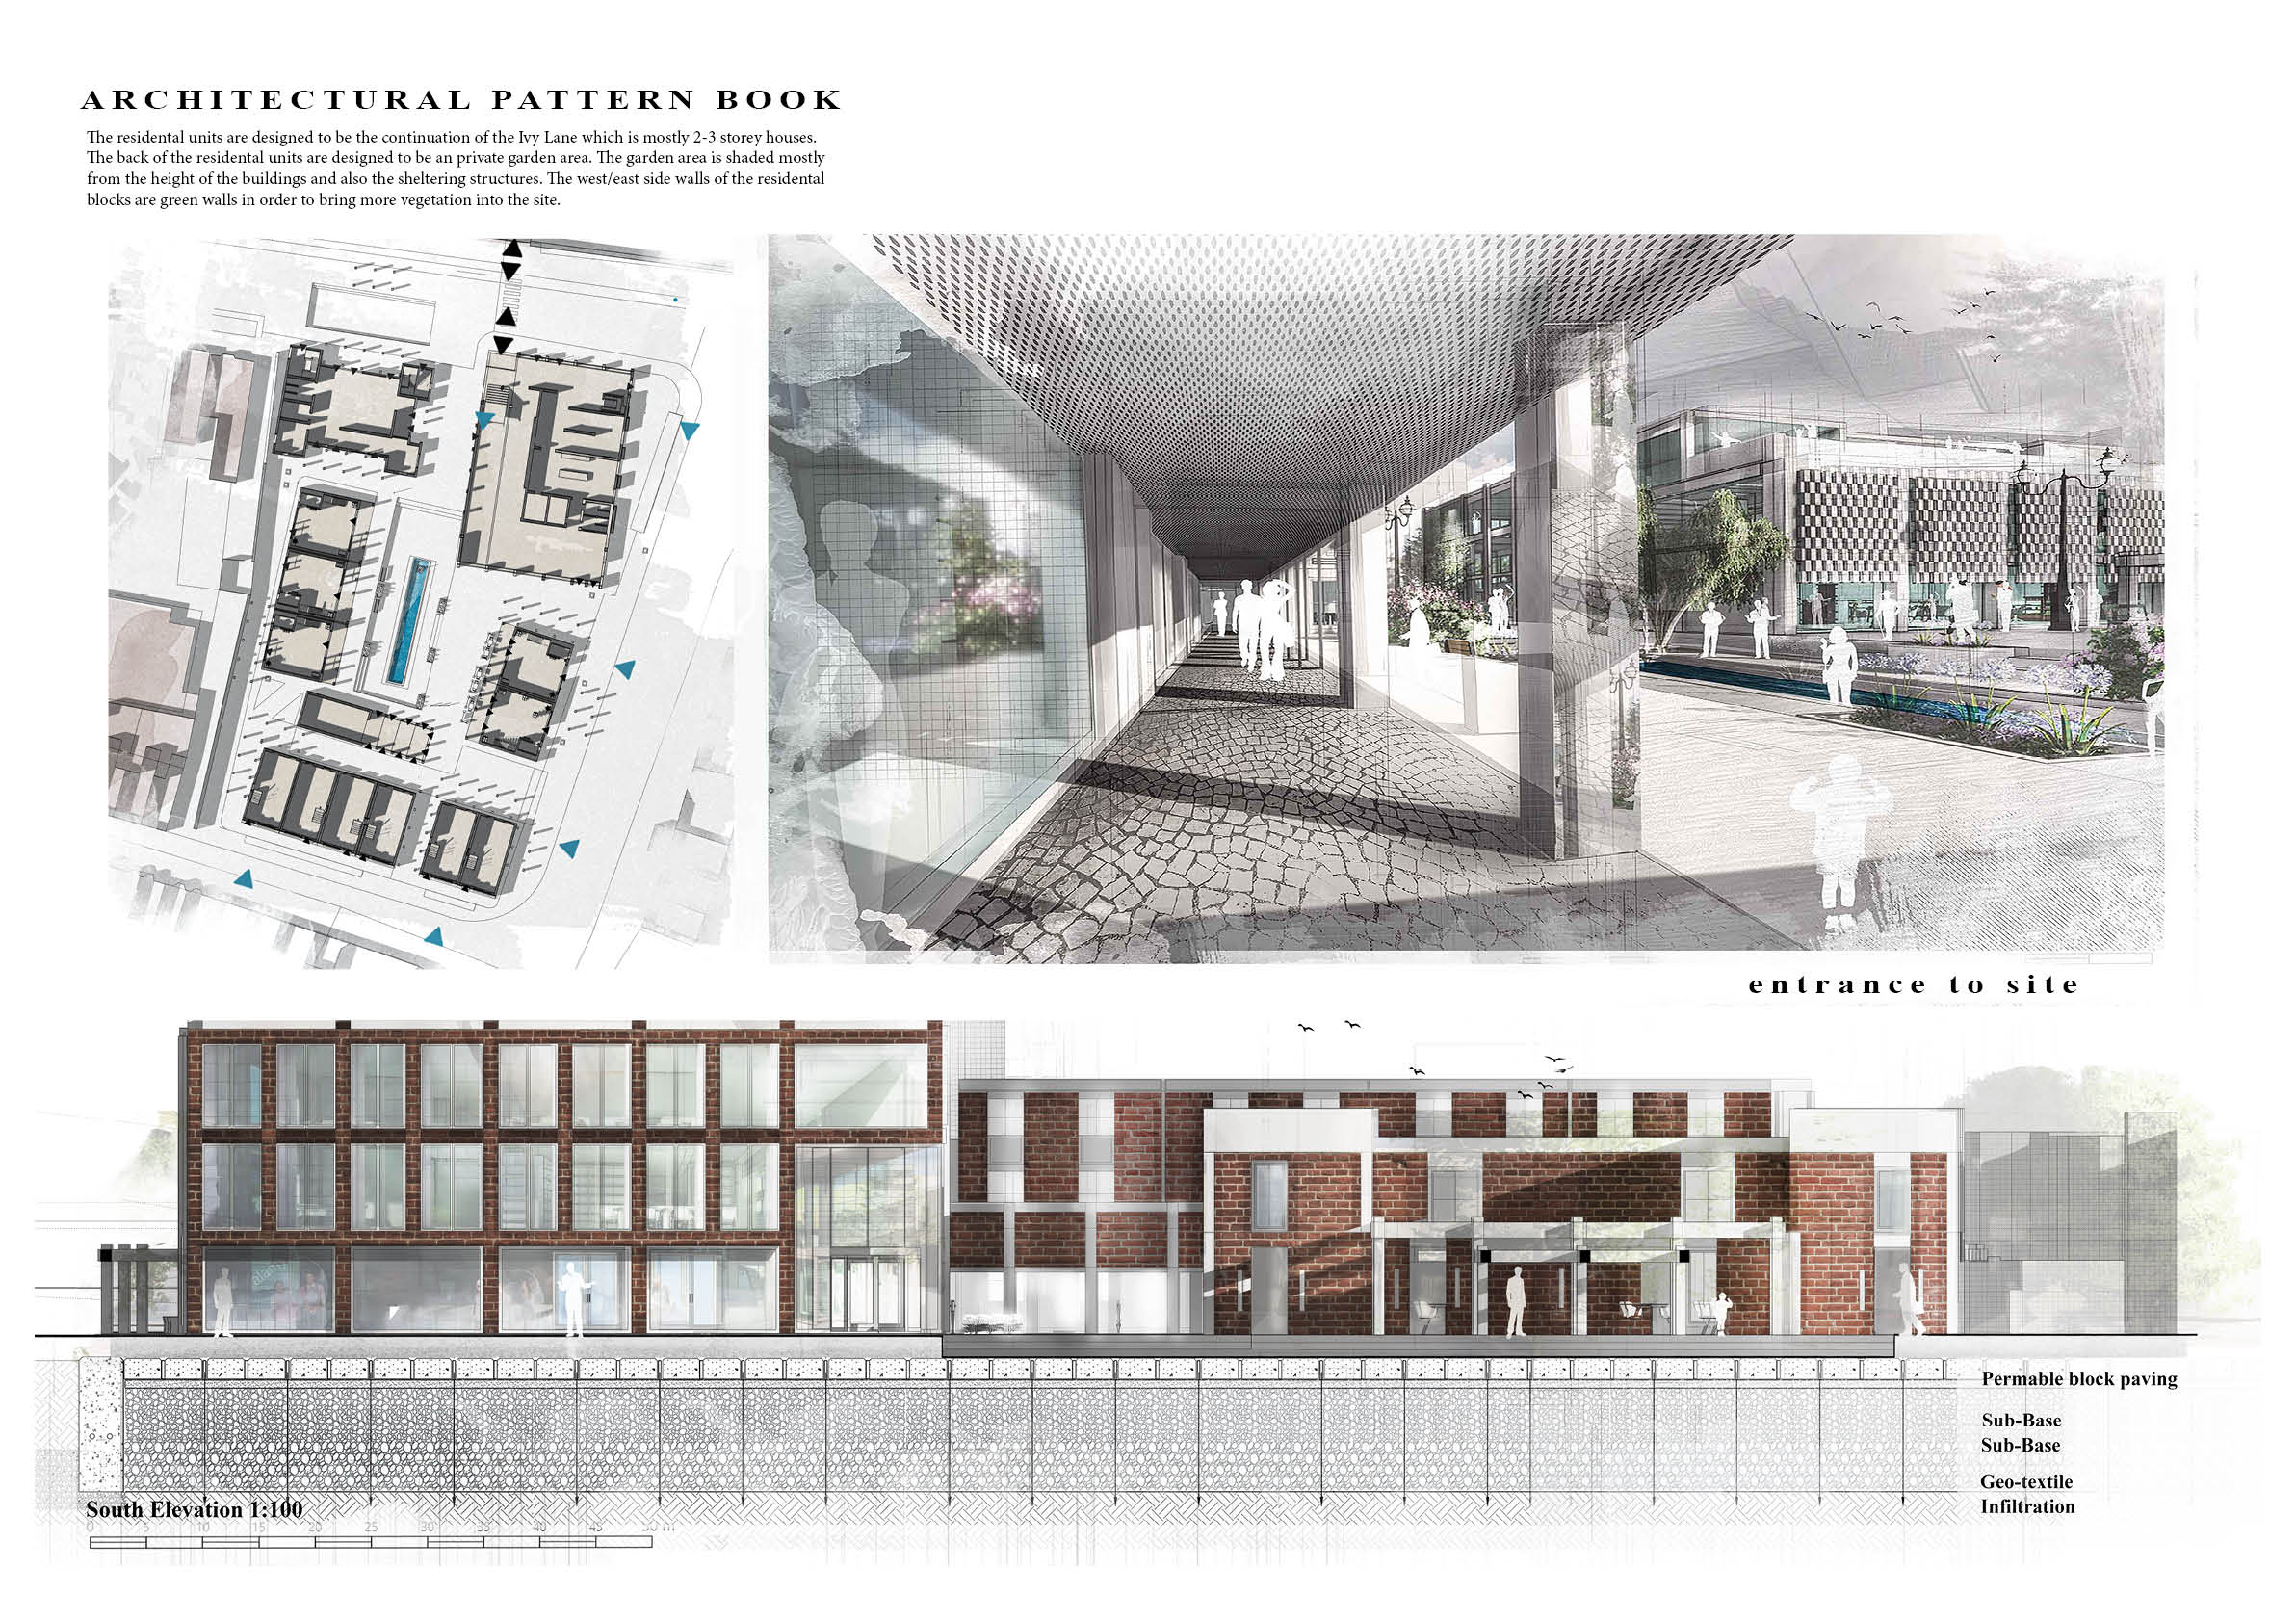 ARCHITECTURAL PATTERN BOOK
The residental units are designed to be the continuation of the Ivy Lane which is mostly 2-3 storey houses.
The back of the residental units are designed to be an private garden area. The garden area is shaded mostly
from the height of the buildings and also the sheltering structures. The west/east side walls of the residental
blocks are green walls in order to bring more vegetation into the site.
entrance to site
Permable block paving
Sub-Base
Sub-Base
Geo-textile
Infiltration
South Elevation 1:100
0 5 10 15 20 25 30 35 40 45 50 m